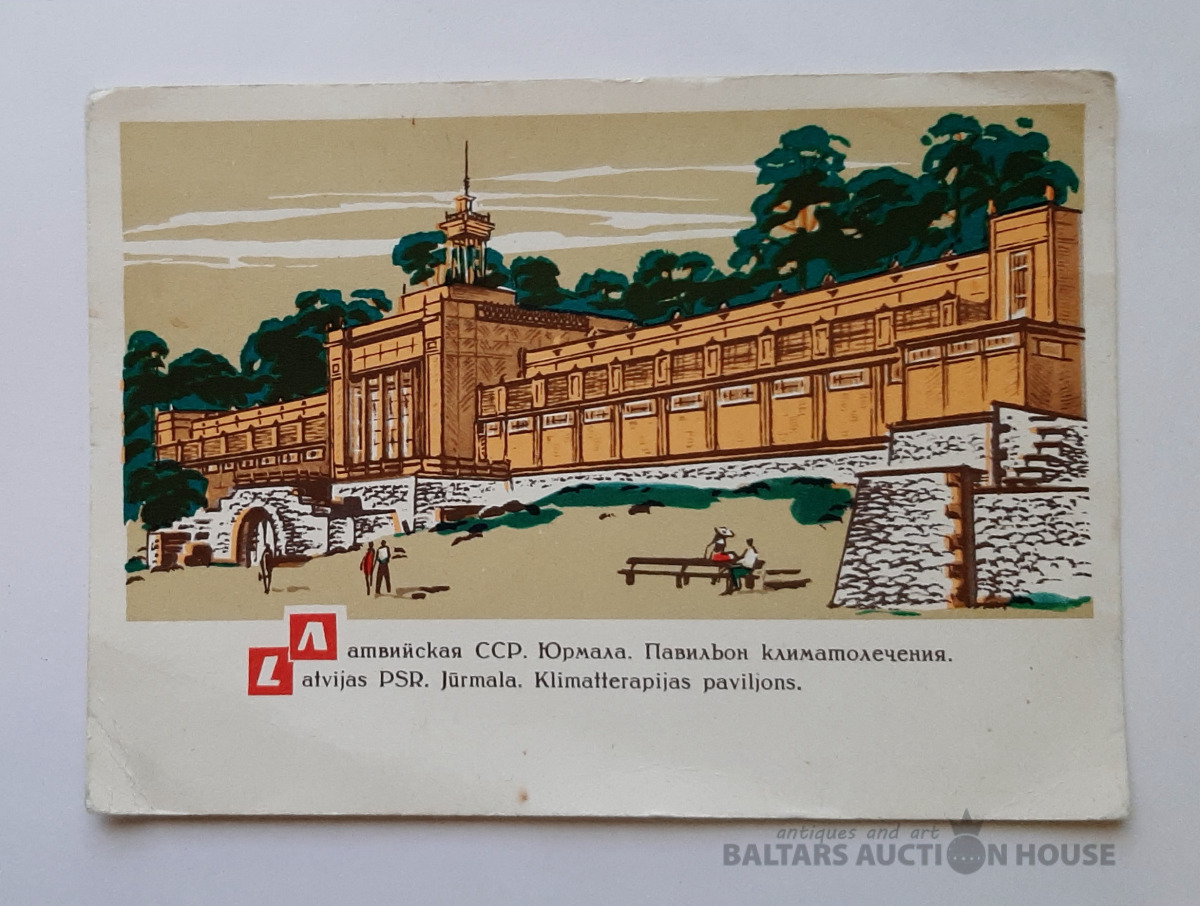 Латвийская ССР. Юрмала. Павильон климатолечения.
Latvijas PSR. Jūrmala. Klimatterapijas paviljons.
antiques and art
BALTARS AUCTION HOUSE